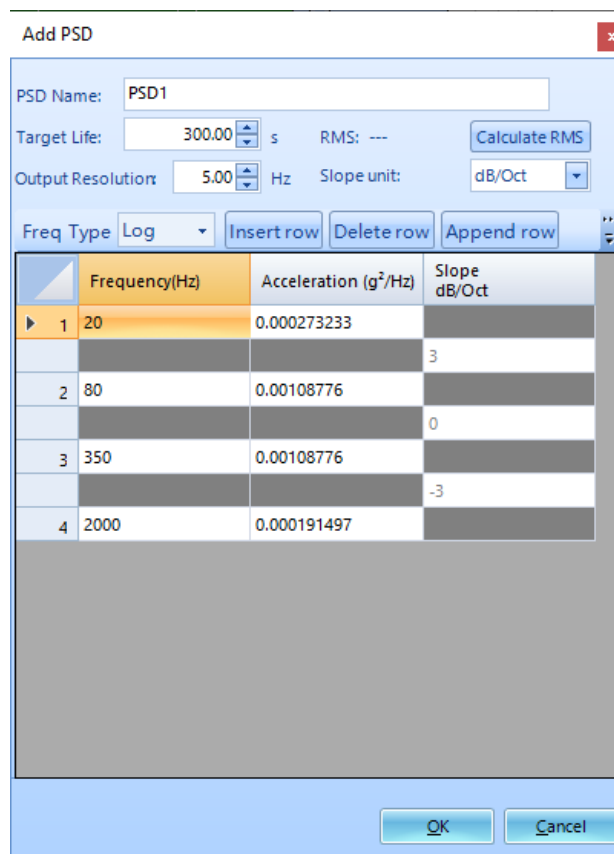 Add PSD
x
PSD Name: PSD1
Target Life: 300.00 s RMS: --- Calculate RMS
Output Resolution: 5.00 Hz Slope unit: dB/Oct
Freq Type Log Insert row Delete row Append row
Frequency(Hz) Acceleration (g²/Hz) Slope
dB/Oct
1 20 0.000273233
3
2 80 0.00108776
0
3 350 0.00108776
-3
4 2000 0.000191497
OK Cancel